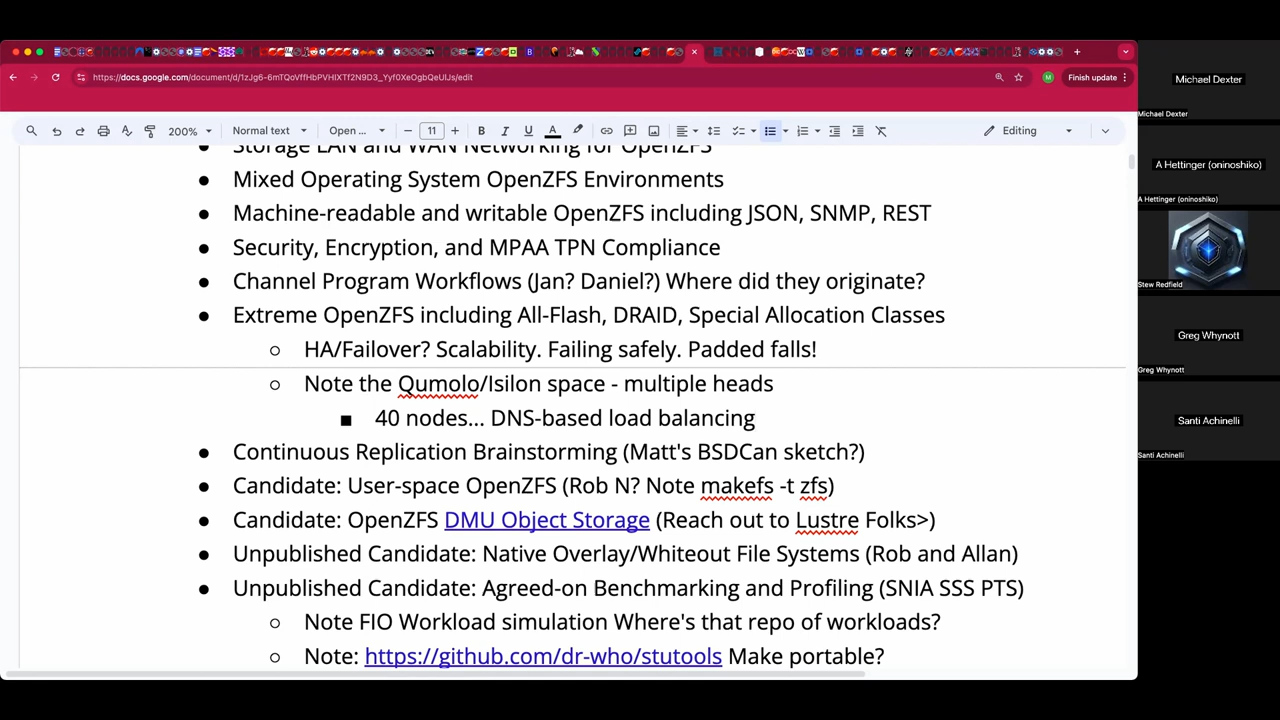 https://docs.google.com/document/d/1zJg6-6mTQoVffHbPVHIXTf2N9D3_Yyf0XeOgbQeUIJs/edit
Finish update
200%
Normal text
Open ...
11
Editing
Storage LAN and WAN Networking for OpenZFS
Mixed Operating System OpenZFS Environments
Machine-readable and writable OpenZFS including JSON, SNMP, REST
Security, Encryption, and MPAA TPN Compliance
Channel Program Workflows (Jan? Daniel?) Where did they originate?
Extreme OpenZFS including All-Flash, DRAID, Special Allocation Classes
HA/Failover? Scalability. Failing safely. Padded falls!
Note the Qumolo/Isilon space - multiple heads
40 nodes... DNS-based load balancing
Continuous Replication Brainstorming (Matt's BSDCan sketch?)
Candidate: User-space OpenZFS (Rob N? Note makefs -t zfs)
Candidate: OpenZFS DMU Object Storage (Reach out to Lustre Folks>)
Unpublished Candidate: Native Overlay/Whiteout File Systems (Rob and Allan)
Unpublished Candidate: Agreed-on Benchmarking and Profiling (SNIA SSS PTS)
Note FIO Workload simulation Where's that repo of workloads?
Note: https://github.com/dr-who/stutools Make portable?
Michael Dexter
Michael Dexter
A Hettinger (oninoshiko)
A Hettinger (oninoshiko)
Stew Redfield
Greg Whynott
Greg Whynott
Santi Achinelli
Santi Achinelli